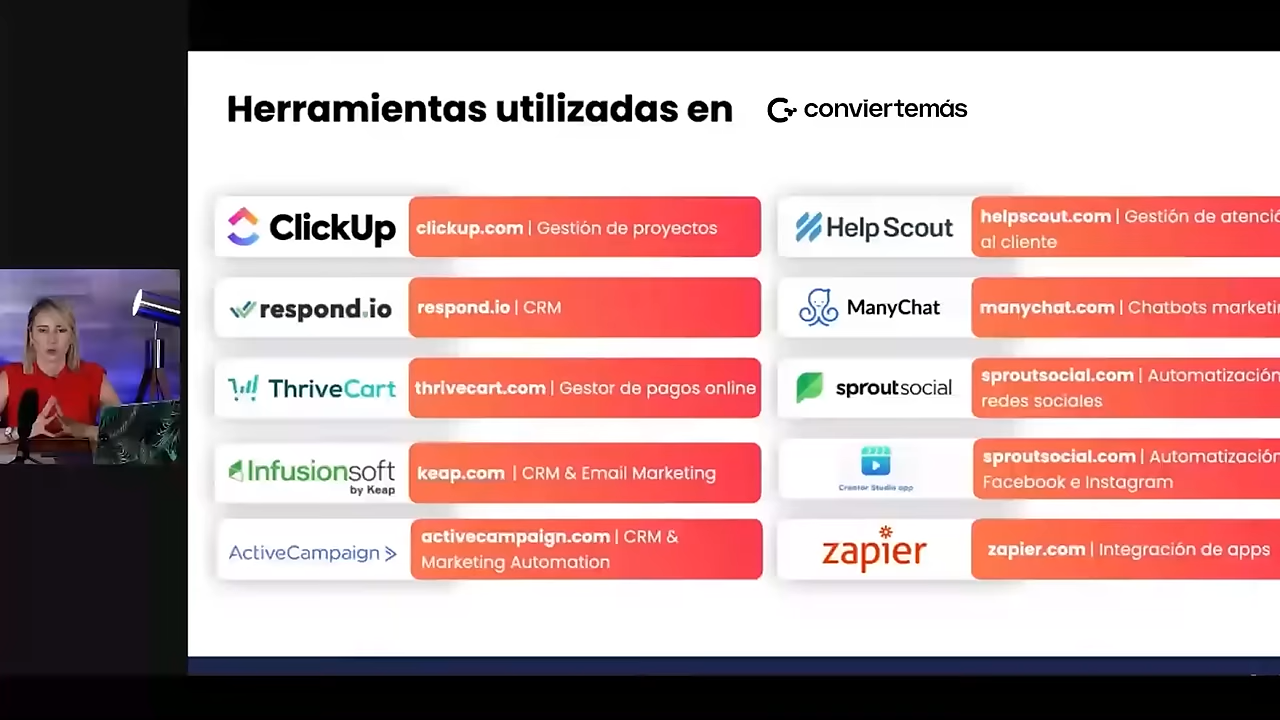 Herramientas utilizadas en conviertemás
ClickUp
clickup.com | Gestión de proyectos
respond.io
respond.io | CRM
ThriveCart
thrivecart.com | Gestor de pagos online
Infusionsoft
by Keap
keap.com | CRM & Email Marketing
ActiveCampaign
activecampaign.com | CRM &
Marketing Automation
Help Scout
helpscout.com | Gestión de atenció
al cliente
ManyChat
manychat.com | Chatbots marketi
sproutsocial
sproutsocial.com | Automatización
redes sociales
Creator Studio app
sproutsocial.com | Automatización
Facebook e Instagram
zapier
zapier.com | Integración de apps